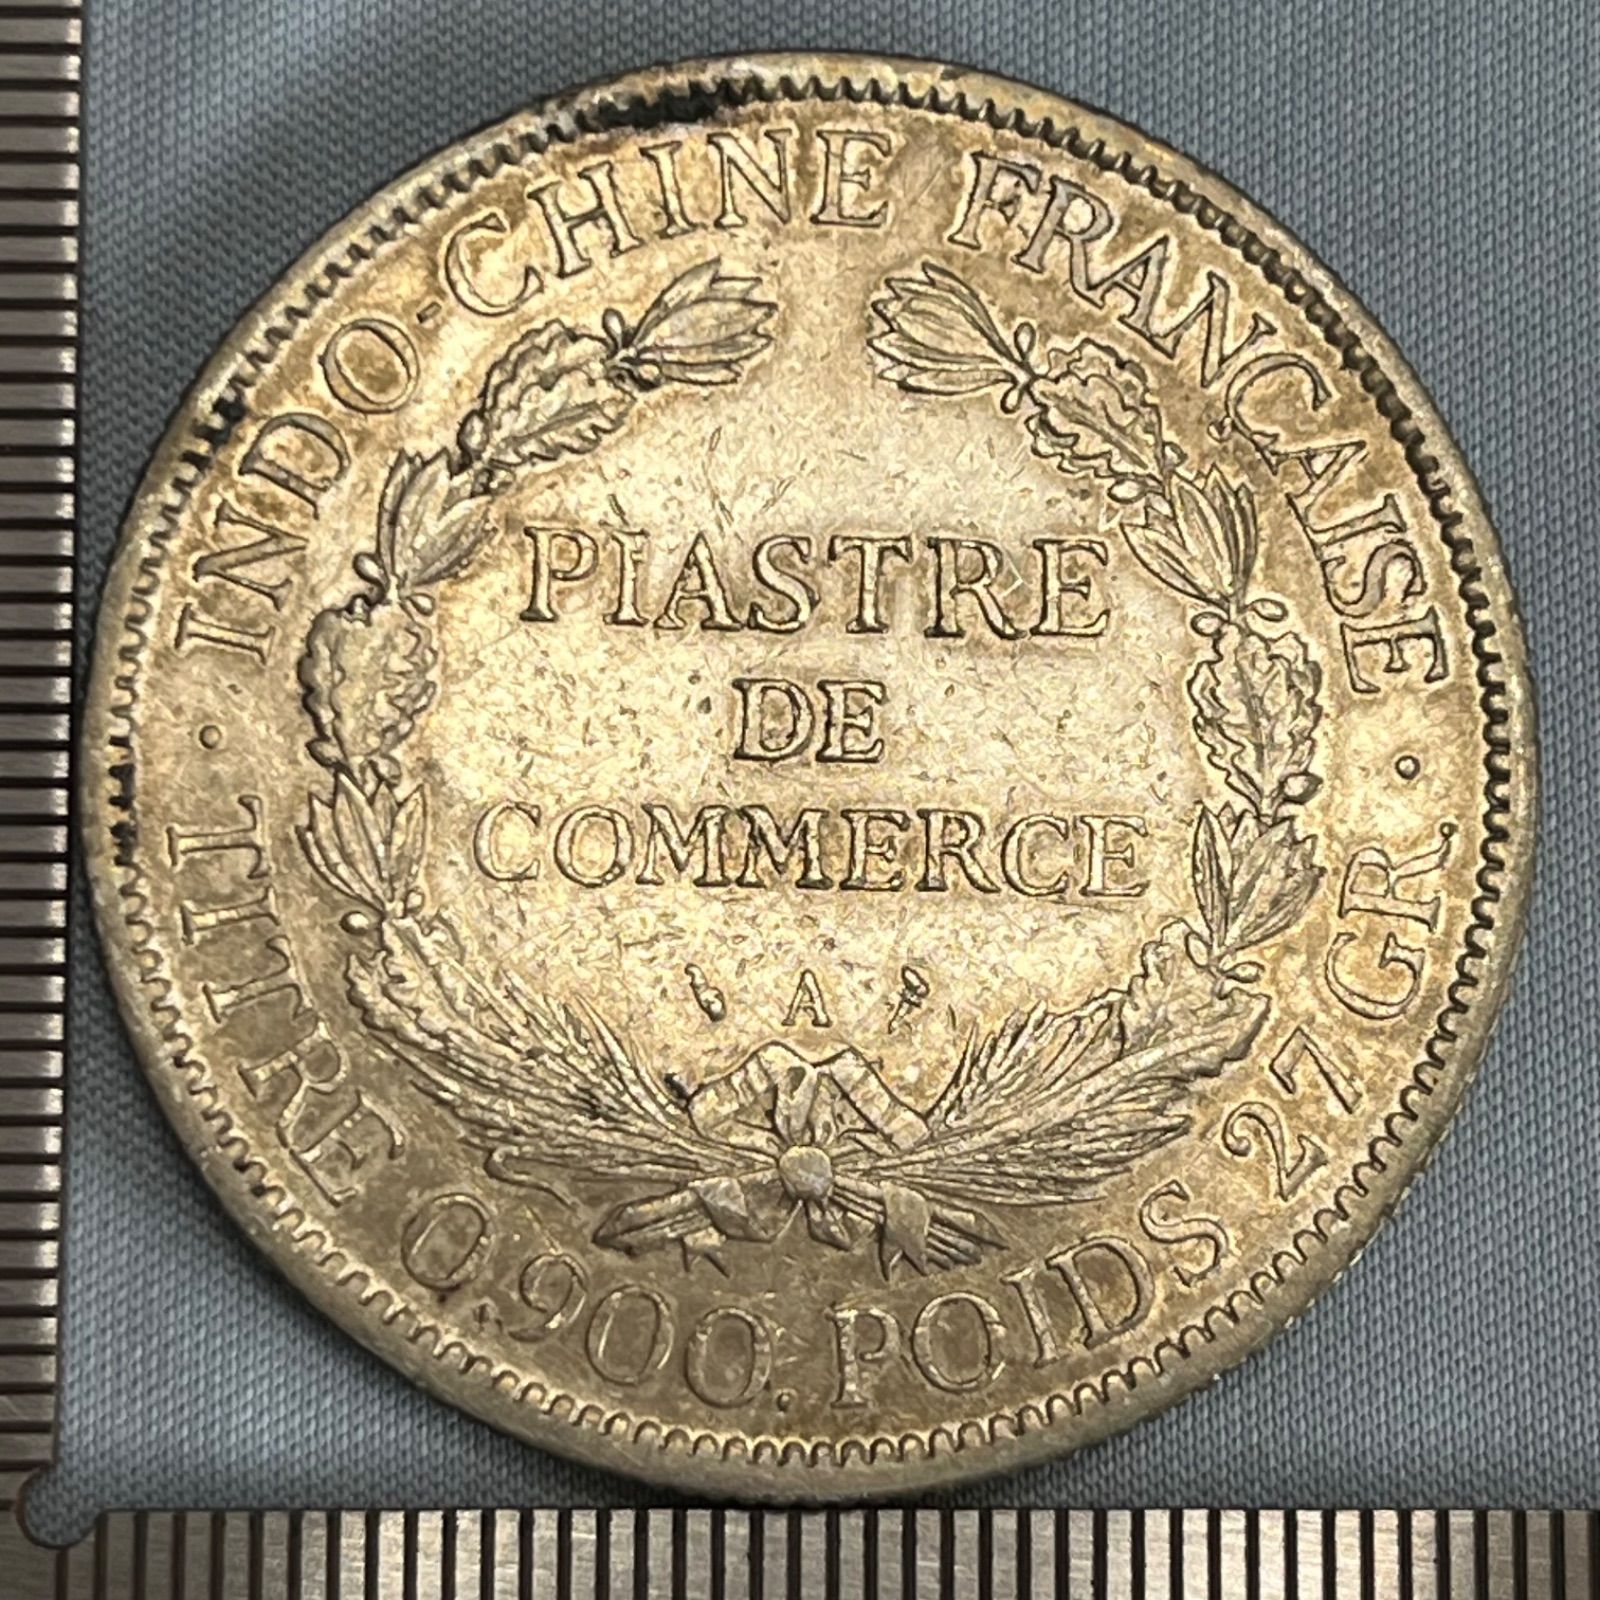 INDO-CHINE FRANÇAISE
PIASTRE
DE
COMMERCE
A
· TITRE 0,900. POIDS 27 GR. ·